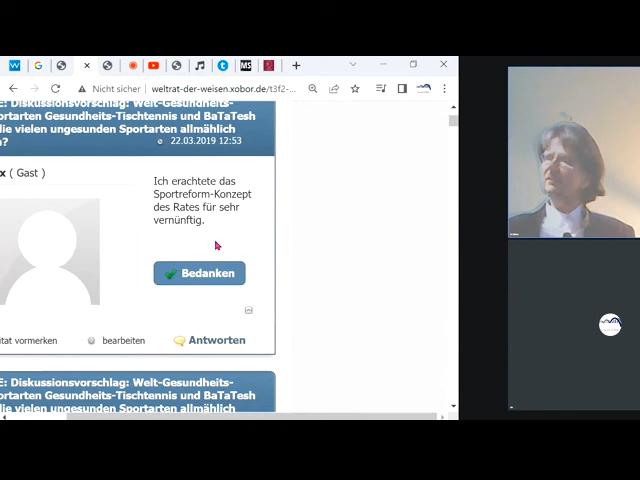 Nicht sicher
weltrat-der-weisen.xobor.de/t3f2-...
E: Diskussionsvorschlag: Welt-Gesundheits-
ortarten Gesundheits-Tischtennis und BaTaTesh
die vielen ungesunden Sportarten allmählich
n?
22.03.2019 12:53
x ( Gast )
Ich erachtete das
Sportreform-Konzept
des Rates für sehr
vernünftig.
Bedanken
itat vormerken
bearbeiten
Antworten
E: Diskussionsvorschlag: Welt-Gesundheits-
ortarten Gesundheits-Tischtennis und BaTaTesh
die vielen ungesunden Sportarten allmählich